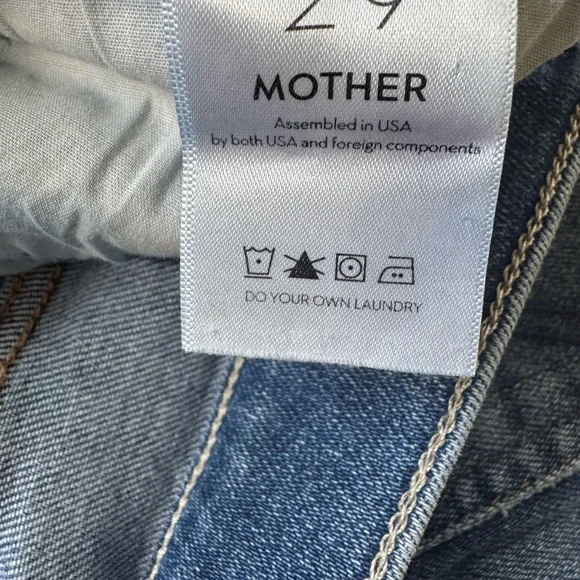 29
MOTHER
Assembled in USA
by both USA and foreign components
DO YOUR OWN LAUNDRY